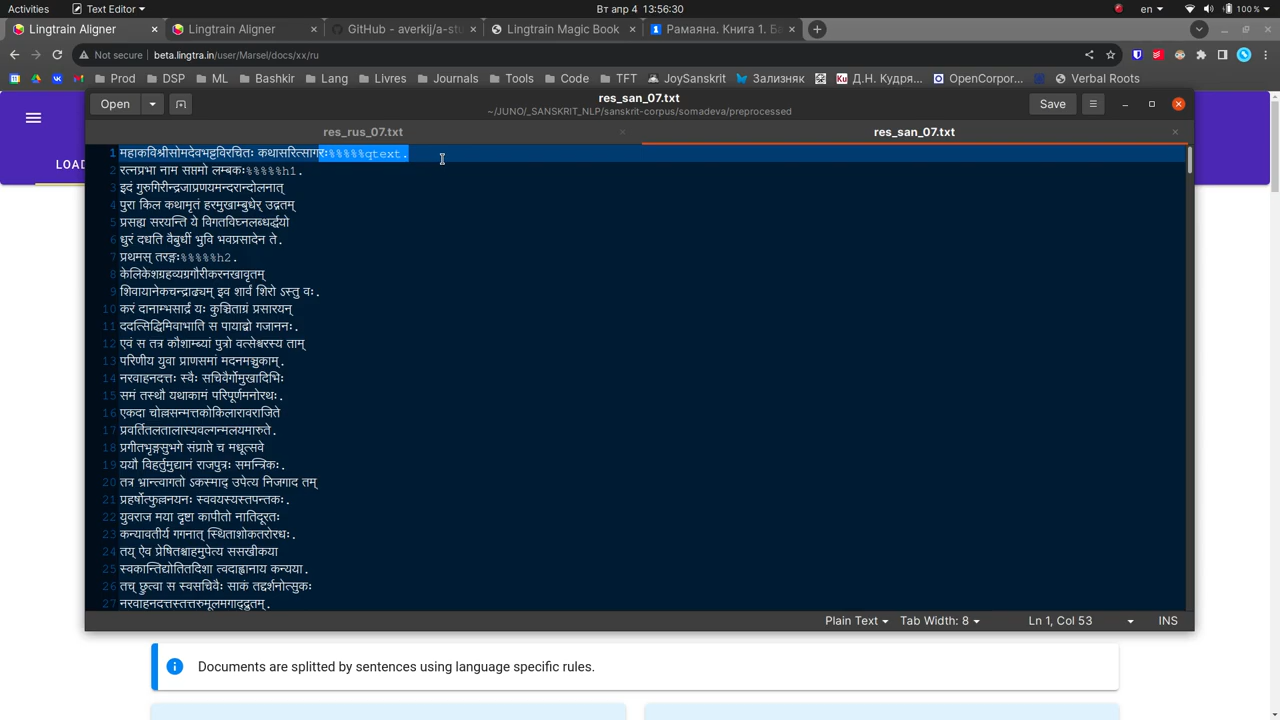 Activities
Text Editor
Вт апр 4 13:56:30
en
100 %
Lingtrain Aligner
Lingtrain Aligner
GitHub - averkij/a-stu
Lingtrain Magic Book
Рамаяна. Книга 1. Ба
Not secure
beta.lingtra.in/user/Marsel/docs/xx/ru
Prod
DSP
ML
Bashkir
Lang
Livres
Journals
Tools
Code
TFT
JoySanskrit
Зализняк
Д.Н. Кудря...
OpenCorpor...
Verbal Roots
LOAD
Open
res_san_07.txt
~/JUNO/_SANSKRIT_NLP/sanskrit-corpus/somadeva/preprocessed
Save
res_rus_07.txt
res_san_07.txt
1 महाकविश्रीसोमदेवभट्टविरचितः कथासरित्सागरः%%%%%qtext.
2 रत्नप्रभा नाम सप्तमो लम्बकः%%%%%h1.
3 इदं गुरुगिरीन्द्रजाप्रणयमन्दरान्दोलनात्
4 पुरा किल कथामृतं हरमुखाम्बुधेर् उद्गतम्
5 प्रसह्य सरयन्ति ये विगतविघ्नलब्धर्द्धयो
6 धुरं दधति वैबुधीं भुवि भवप्रसादेन ते.
7 प्रथमस् तरङ्गः%%%%%h2.
8 केलिकेशग्रहव्यग्रगौरीकरनखावृतम्
9 शिवायानेकचन्द्राढ्यम् इव शार्वं शिरो ऽस्तु वः.
10 करं दानाम्भसार्द्रं यः कुञ्चिताग्रं प्रसारयन्
11 ददत्सिद्धिमिवाभाति स पायाद्वो गजाननः.
12 एवं स तत्र कौशाम्ब्यां पुत्रो वत्सेश्वरस्य ताम्
13 परिणीय युवा प्राणसमां मदनमञ्चुकाम्.
14 नरवाहनदत्तः स्वैः सचिवैर्गोमुखादिभिः
15 समं तस्थौ यथाकामं परिपूर्णमनोरथः.
16 एकदा चोल्लसन्मत्तकोकिलारावराजिते
17 प्रवर्तितलतालास्यवल्गन्मलयमारुते.
18 प्रगीतभृङ्गसुभगे संप्राप्ते च मधूत्सवे
19 ययौ विहर्तुमुद्यानं राजपुत्रः समन्त्रिकः.
20 तत्र भ्रान्त्वागतो ऽकस्माद् उपेत्य निजगाद तम्
21 प्रहर्षोत्फुल्लनयनः स्ववयस्यस्तपन्तकः.
22 युवराज मया दृष्टा कापीतो नातिदूरतः
23 कन्यावतीर्य गगनात् स्थिताशोकतरोरधः.
24 तय् ऐव प्रेषितश्चाहमुपेत्य ससखीकया
25 स्वकान्तिद्योतितदिशा त्वदाह्वानाय कन्यया.
26 तच् छ्रुत्वा स स्वसचिवैः साकं तद्दर्शनोत्सुकः
27 नरवाहनदत्तस्तत्तरुमूलमगाद्द्रुतम्.
Plain Text
Tab Width: 8
Ln 1, Col 53
INS
Documents are splitted by sentences using language specific rules.